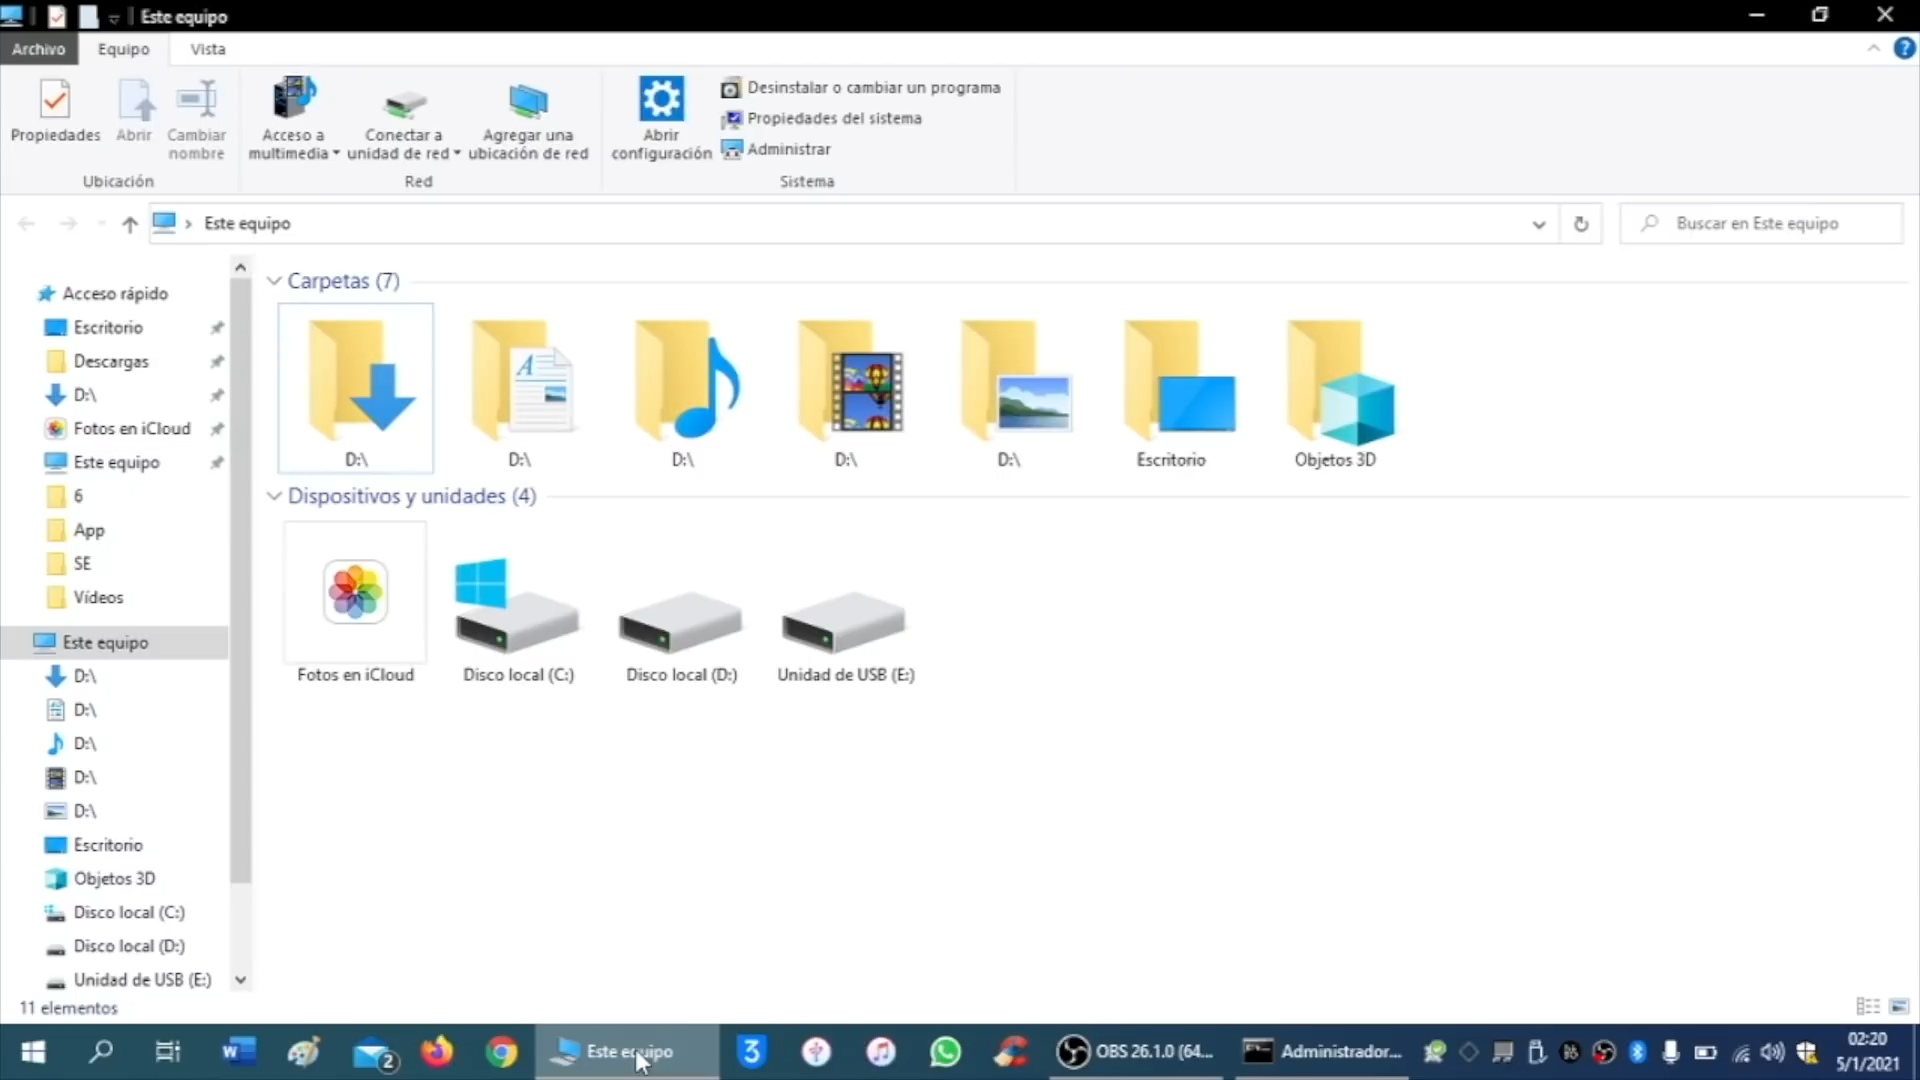 Este equipo
Archivo
Equipo
Vista
Propiedades
Abrir
Cambiar
nombre
Ubicación
Acceso a
multimedia
Conectar a
unidad de red
Agregar una
ubicación de red
Red
Abrir
configuración
Desinstalar o cambiar un programa
Propiedades del sistema
Administrar
Sistema
Este equipo
Buscar en Este equipo
Acceso rápido
Escritorio
Descargas
D:\
Fotos en iCloud
Este equipo
6
App
SE
Vídeos
Este equipo
D:\
D:\
D:\
D:\
D:\
Escritorio
Objetos 3D
Disco local (C:)
Disco local (D:)
Unidad de USB (E:)
Carpetas (7)
D:\
D:\
D:\
D:\
D:\
Escritorio
Objetos 3D
Dispositivos y unidades (4)
Fotos en iCloud
Disco local (C:)
Disco local (D:)
Unidad de USB (E:)
11 elementos
2
Este equipo
3
OBS 26.1.0 (64...
Administrador...
02:20
5/1/2021